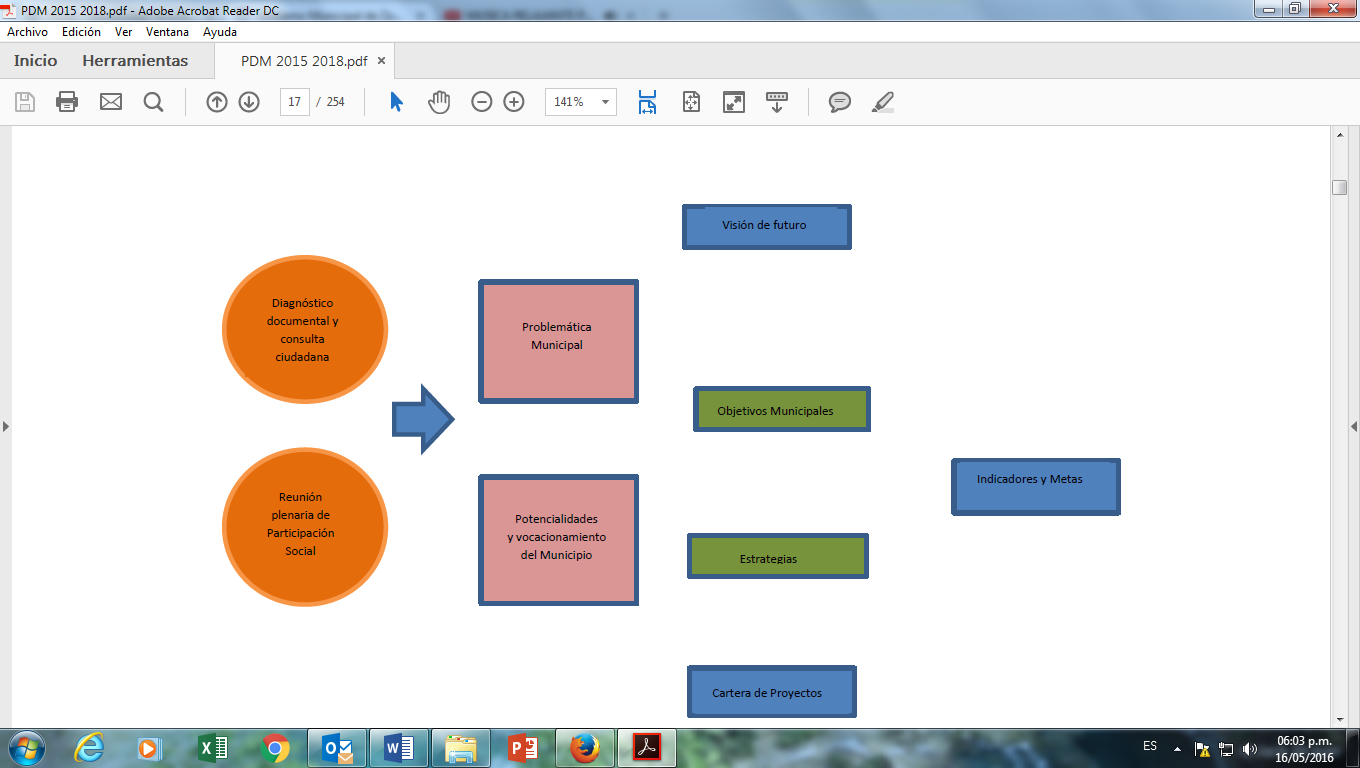 PDM 2015 2018.pdf - Adobe Acrobat Reader DC
Archivo Edición Ver Ventana Ayuda
Inicio Herramientas PDM 2015 2018.pdf ×
17 / 254 141%
Visión de futuro
Diagnóstico
documental y
consulta
ciudadana
Problemática
Municipal
Objetivos Municipales
Indicadores y Metas
Reunión
plenaria de
Participación
Social
Potencialidades
y vocacionamiento
del Municipio
Estrategias
Cartera de Proyectos
ES
06:03 p.m.
16/05/2016